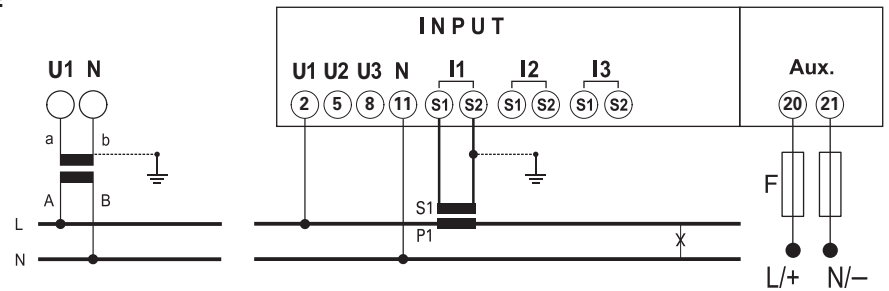 INPUT
U1 N
U1 U2 U3 N I1 I2 I3
Aux.
2 5 8 11 S1 S2 S1 S2 S1 S2
20 21
a b
F
A B
S1
L
P1
X
N
L/+ N/–